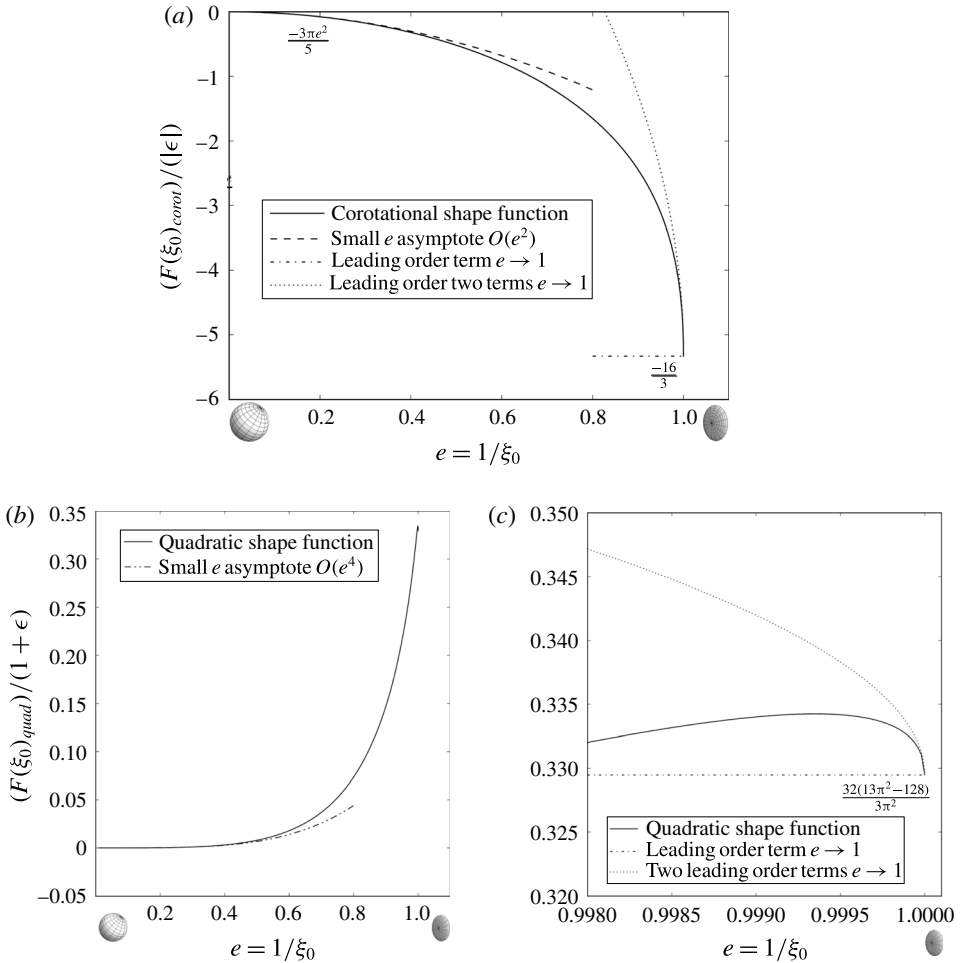 (a)
0
−1
−2
−3
−4
−5
−6
(F(ξ₀)_corot)/(|ϵ|)
−3πe²/5
Corotational shape function
Small e asymptote O(e²)
Leading order term e → 1
Leading order two terms e → 1
−16/3
0.2 0.4 0.6 0.8 1.0
e = 1/ξ₀
(b)
0.35
0.30
0.25
0.20
0.15
0.10
0.05
0
−0.05
(F(ξ₀)_quad)/(1 + ϵ)
Quadratic shape function
Small e asymptote O(e⁴)
0.2 0.4 0.6 0.8 1.0
e = 1/ξ₀
(c)
0.350
0.345
0.340
0.335
0.330
0.325
0.320
32(13π²−128)/3π²
Quadratic shape function
Leading order term e → 1
Two leading order terms e → 1
0.9980 0.9985 0.9990 0.9995 1.0000
e = 1/ξ₀